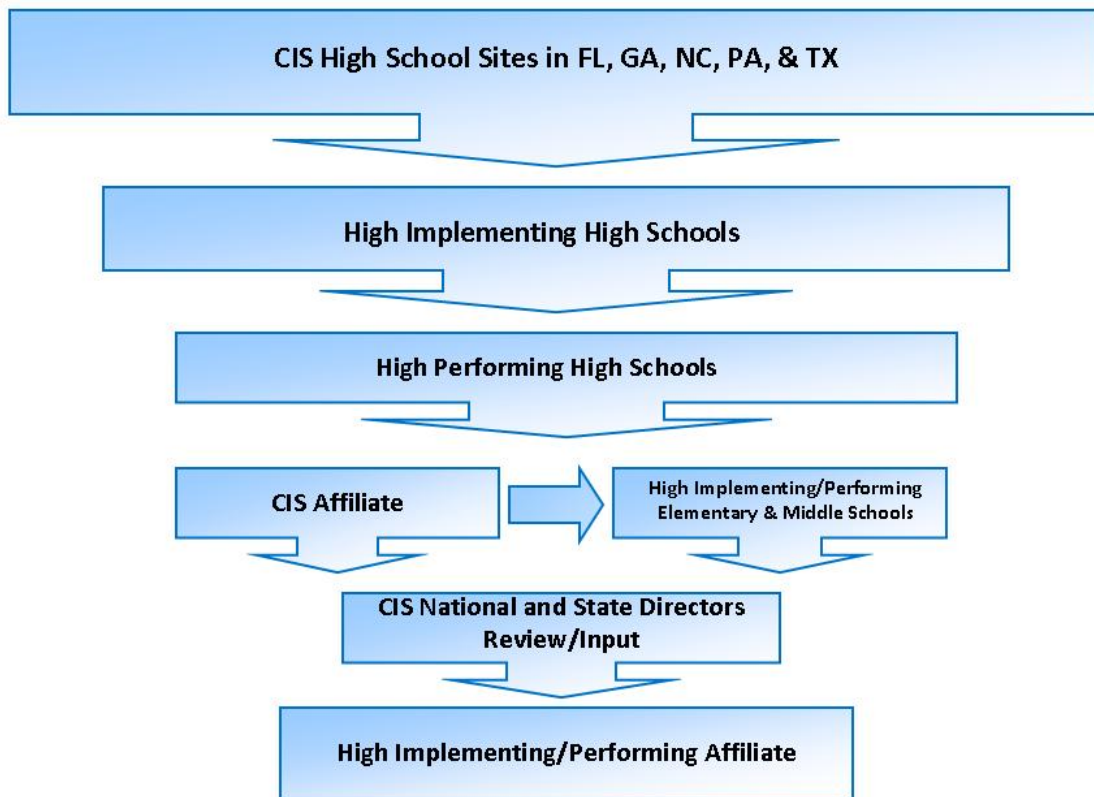 CIS High School Sites in FL, GA, NC, PA, & TX
High Implementing High Schools
High Performing High Schools
CIS Affiliate
High Implementing/Performing
Elementary & Middle Schools
CIS National and State Directors
Review/Input
High Implementing/Performing Affiliate